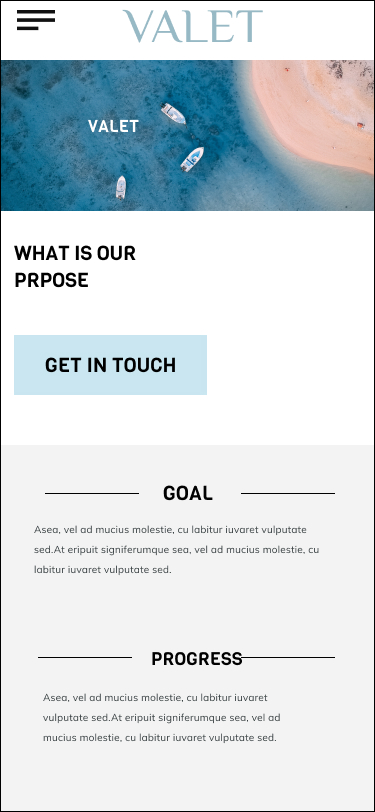 VALET
VALET
WHAT IS OUR
PRPOSE
GET IN TOUCH
GOAL
Asea, vel ad mucius molestie, cu labitur iuvaret vulputate
sed.At eripuit signiferumque sea, vel ad mucius molestie, cu
labitur iuvaret vulputate sed.
PROGRESS
Asea, vel ad mucius molestie, cu labitur iuvaret
vulputate sed.At eripuit signiferumque sea, vel ad
mucius molestie, cu labitur iuvaret vulputate sed.